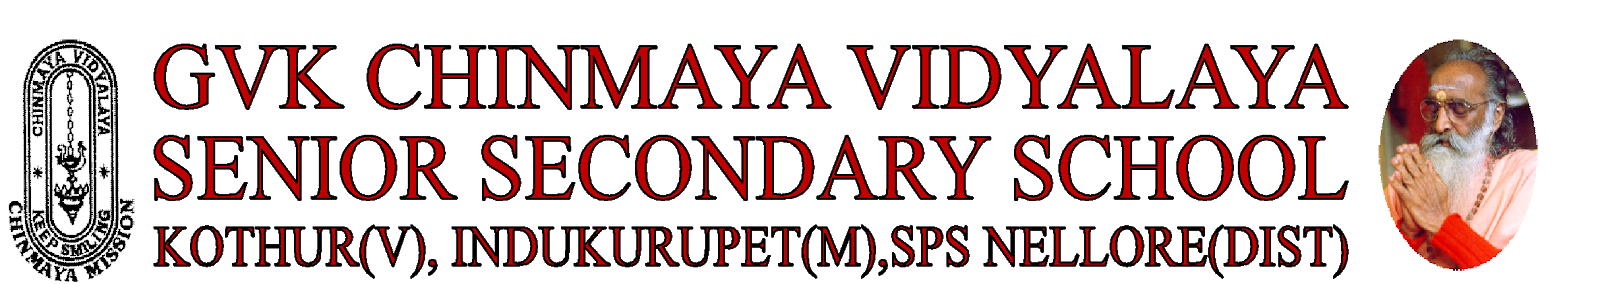 CHINMAYA VIDYALAYA
KEEP SMILING
CHINMAYA MISSION
GVK CHINMAYA VIDYALAYA
SENIOR SECONDARY SCHOOL
KOTHUR(V), INDUKURUPET(M),SPS NELLORE(DIST)